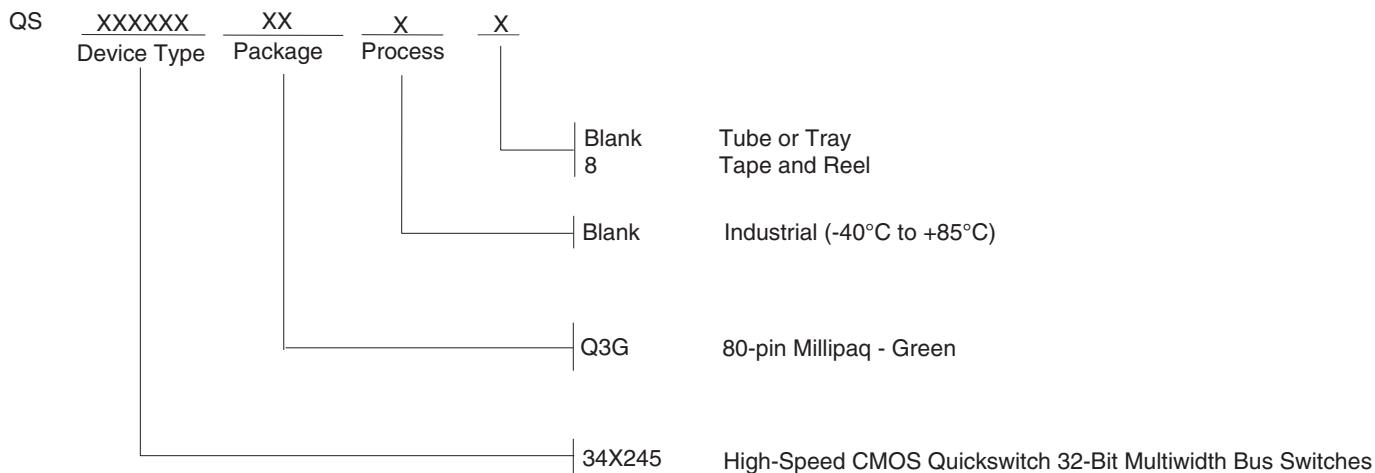 QS XXXXXX XX X X
Device Type Package Process
Blank Tube or Tray
8 Tape and Reel
Blank Industrial (-40°C to +85°C)
Q3G 80-pin Millipaq - Green
34X245 High-Speed CMOS Quickswitch 32-Bit Multiwidth Bus Switches